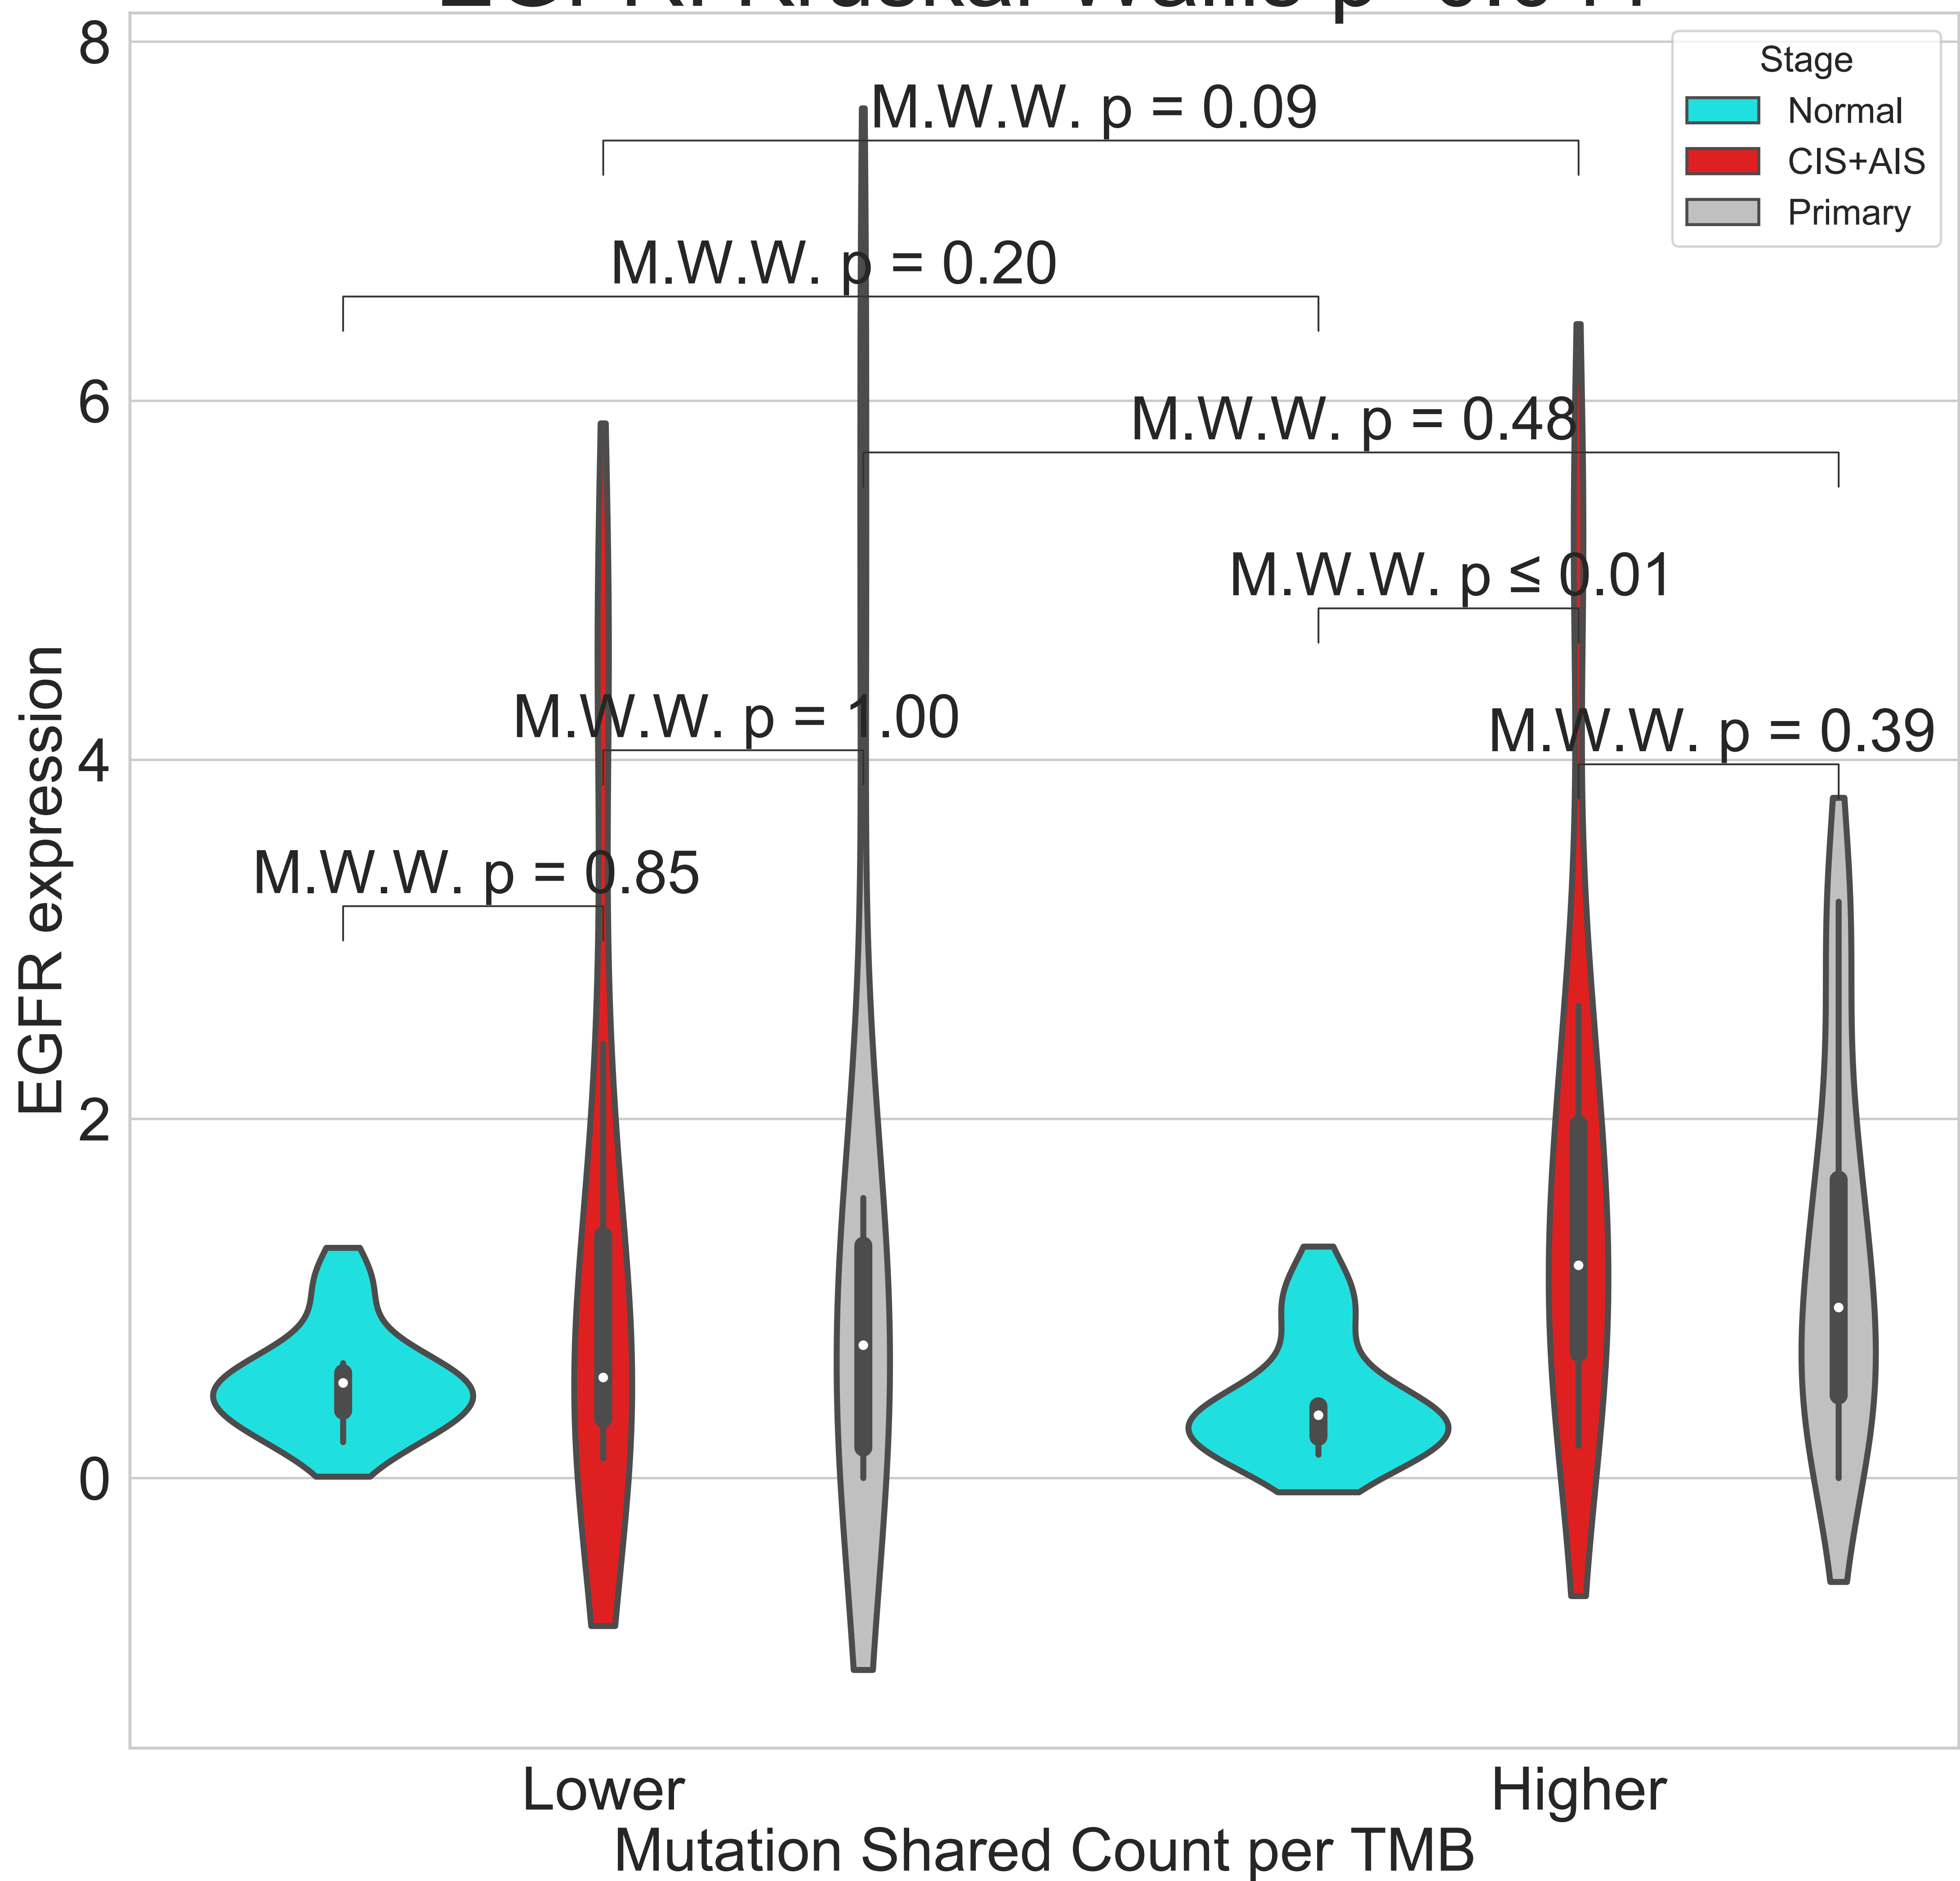 8
Stage
Normal
CIS+AIS
Primary
M.W.W. p = 0.09
M.W.W. p = 0.20
6
M.W.W. p = 0.48
M.W.W. p ≤ 0.01
M.W.W. p = 1.00
M.W.W. p = 0.39
4
M.W.W. p = 0.85
EGFR expression
2
0
Lower
Higher
Mutation Shared Count per TMB